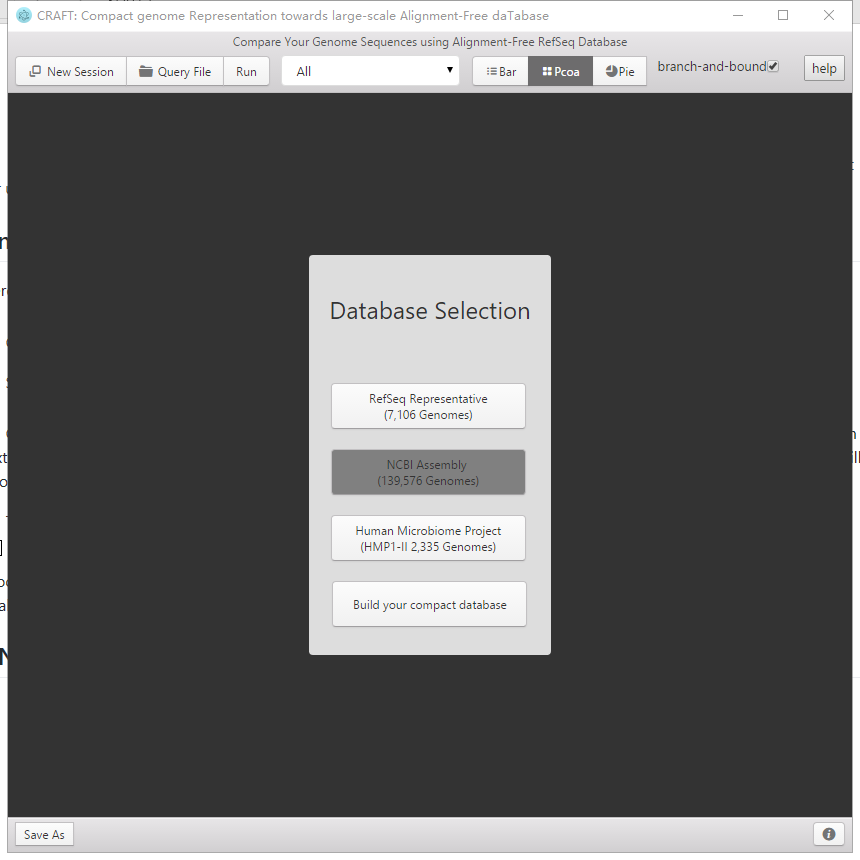 CRAFT: Compact genome Representation towards large-scale Alignment-Free daTabase
Compare Your Genome Sequences using Alignment-Free RefSeq Database
New Session
Query File
Run
All
Bar
Pcoa
Pie
branch-and-bound
help
Database Selection
RefSeq Representative
(7,106 Genomes)
NCBI Assembly
(139,576 Genomes)
Human Microbiome Project
(HMP1-II 2,335 Genomes)
Build your compact database
Save As